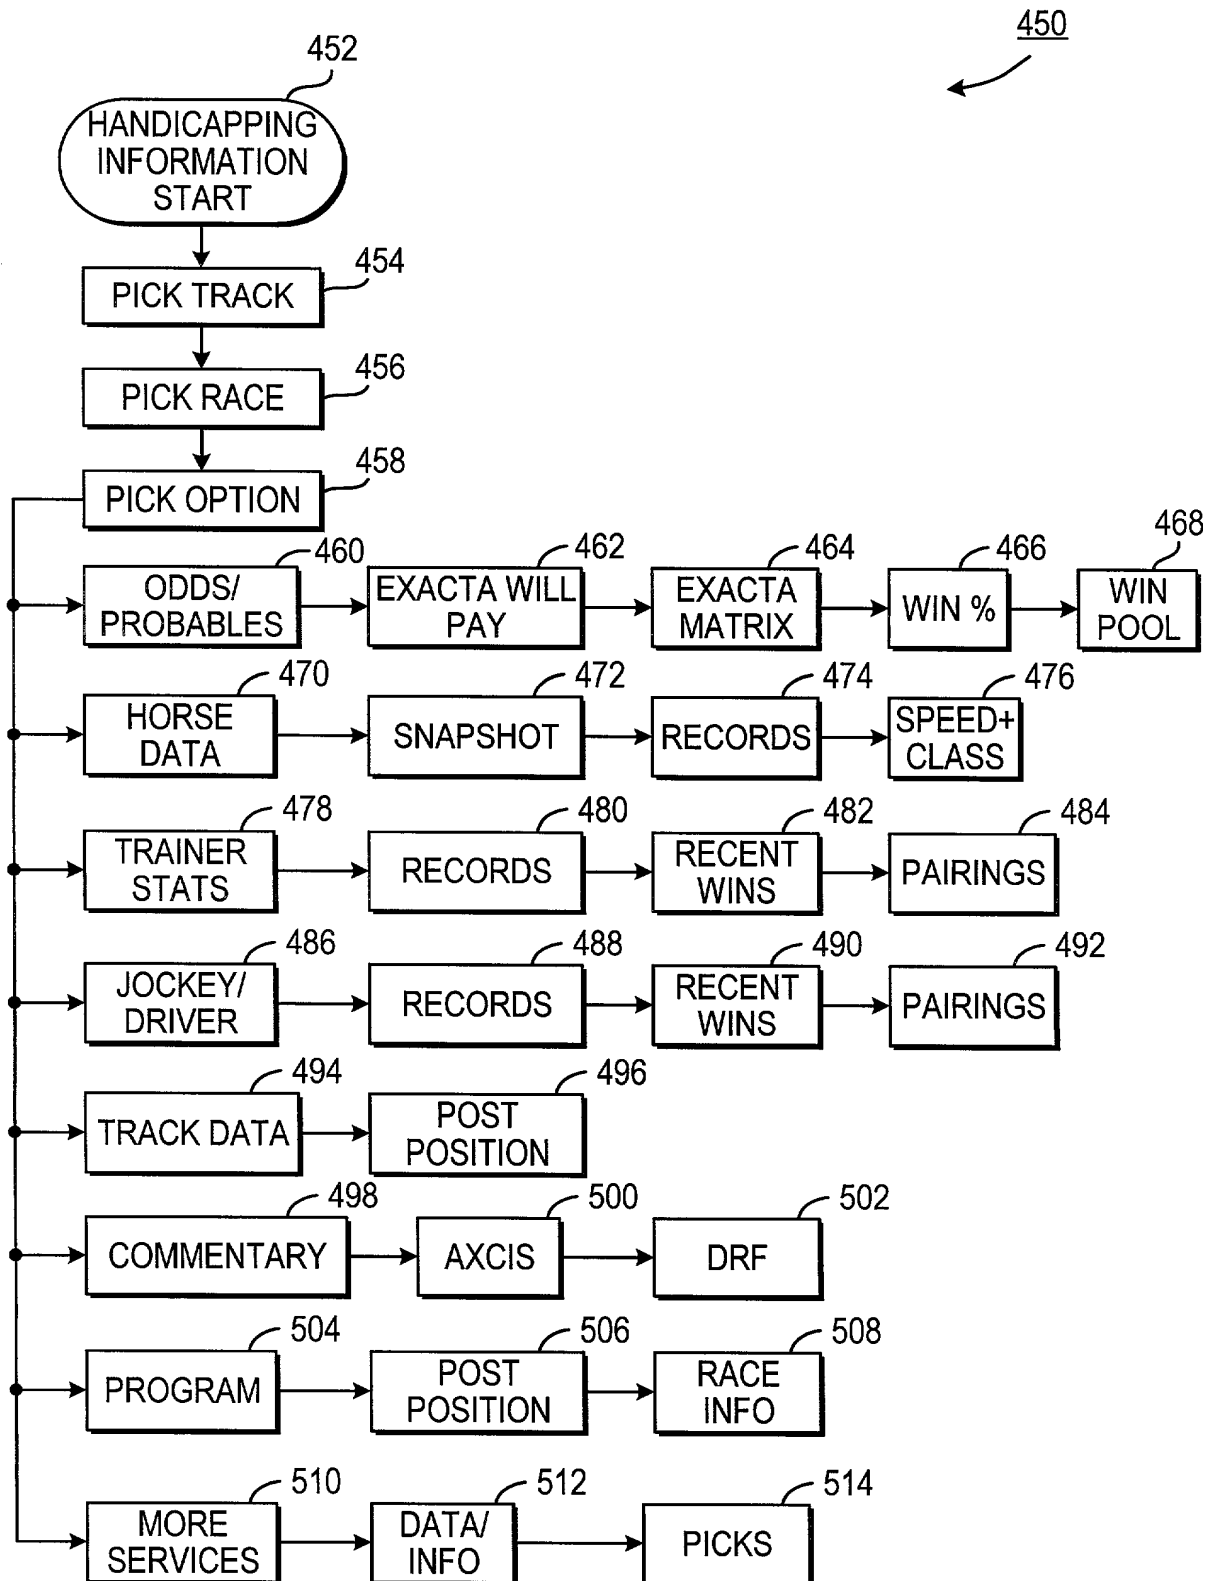 450
452
HANDICAPPING
INFORMATION
START
454
PICK TRACK
456
PICK RACE
458
PICK OPTION
460
462
464
466
468
ODDS/
PROBABLES
EXACTA WILL
PAY
EXACTA
MATRIX
WIN %
WIN
POOL
470
472
474
476
HORSE
DATA
SNAPSHOT
RECORDS
SPEED+
CLASS
478
480
482
484
TRAINER
STATS
RECORDS
RECENT
WINS
PAIRINGS
486
488
490
492
JOCKEY/
DRIVER
RECORDS
RECENT
WINS
PAIRINGS
494
496
TRACK DATA
POST
POSITION
498
500
502
COMMENTARY
AXCIS
DRF
504
506
508
PROGRAM
POST
POSITION
RACE
INFO
510
512
514
MORE
SERVICES
DATA/
INFO
PICKS